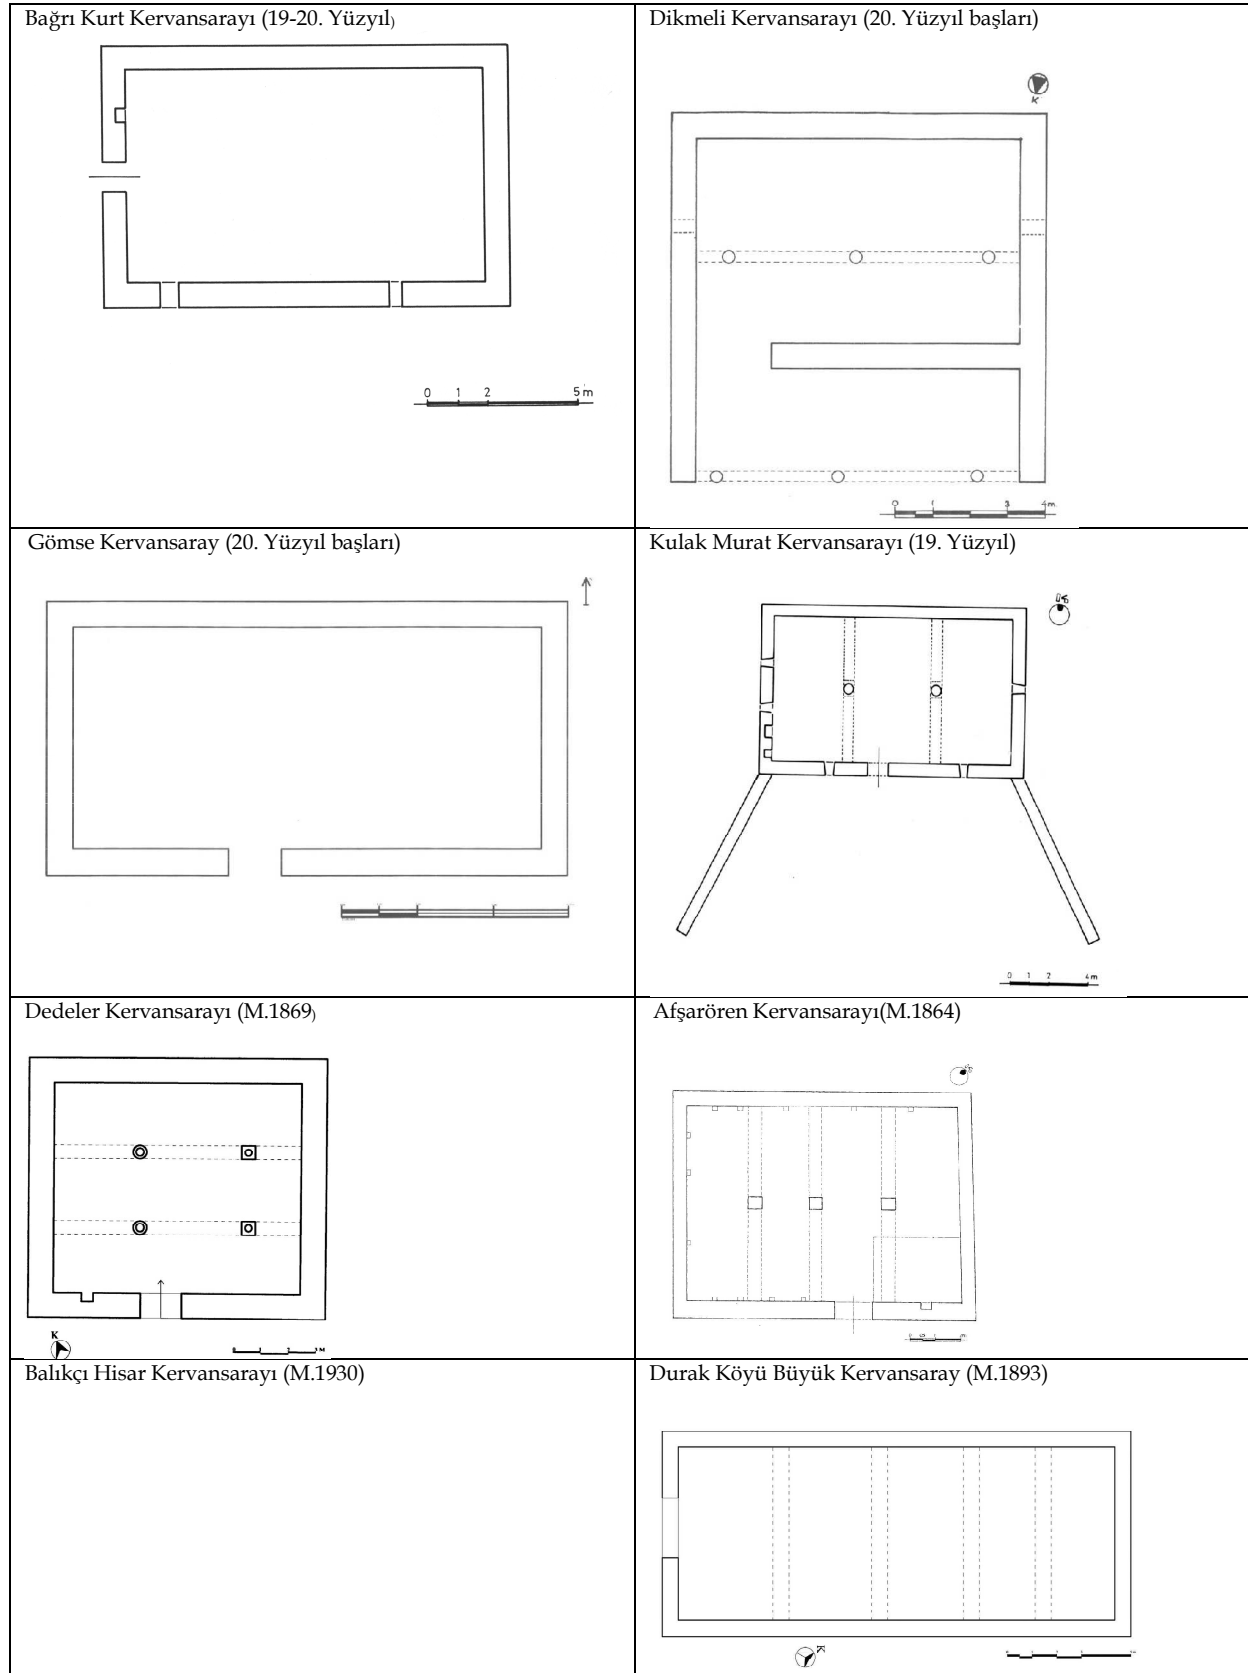 Bağrı Kurt Kervansarayı (19-20. Yüzyıl)
0 1 2 5 m
Dikmeli Kervansarayı (20. Yüzyıl başları)
K
0 1 3 4 m
Gömse Kervansaray (20. Yüzyıl başları)
Kulak Murat Kervansarayı (19. Yüzyıl)
0 1 2 4 m
Dedeler Kervansarayı (M.1869)
K
Afşarören Kervansarayı(M.1864)
Balıkçı Hisar Kervansarayı (M.1930)
Durak Köyü Büyük Kervansaray (M.1893)
K